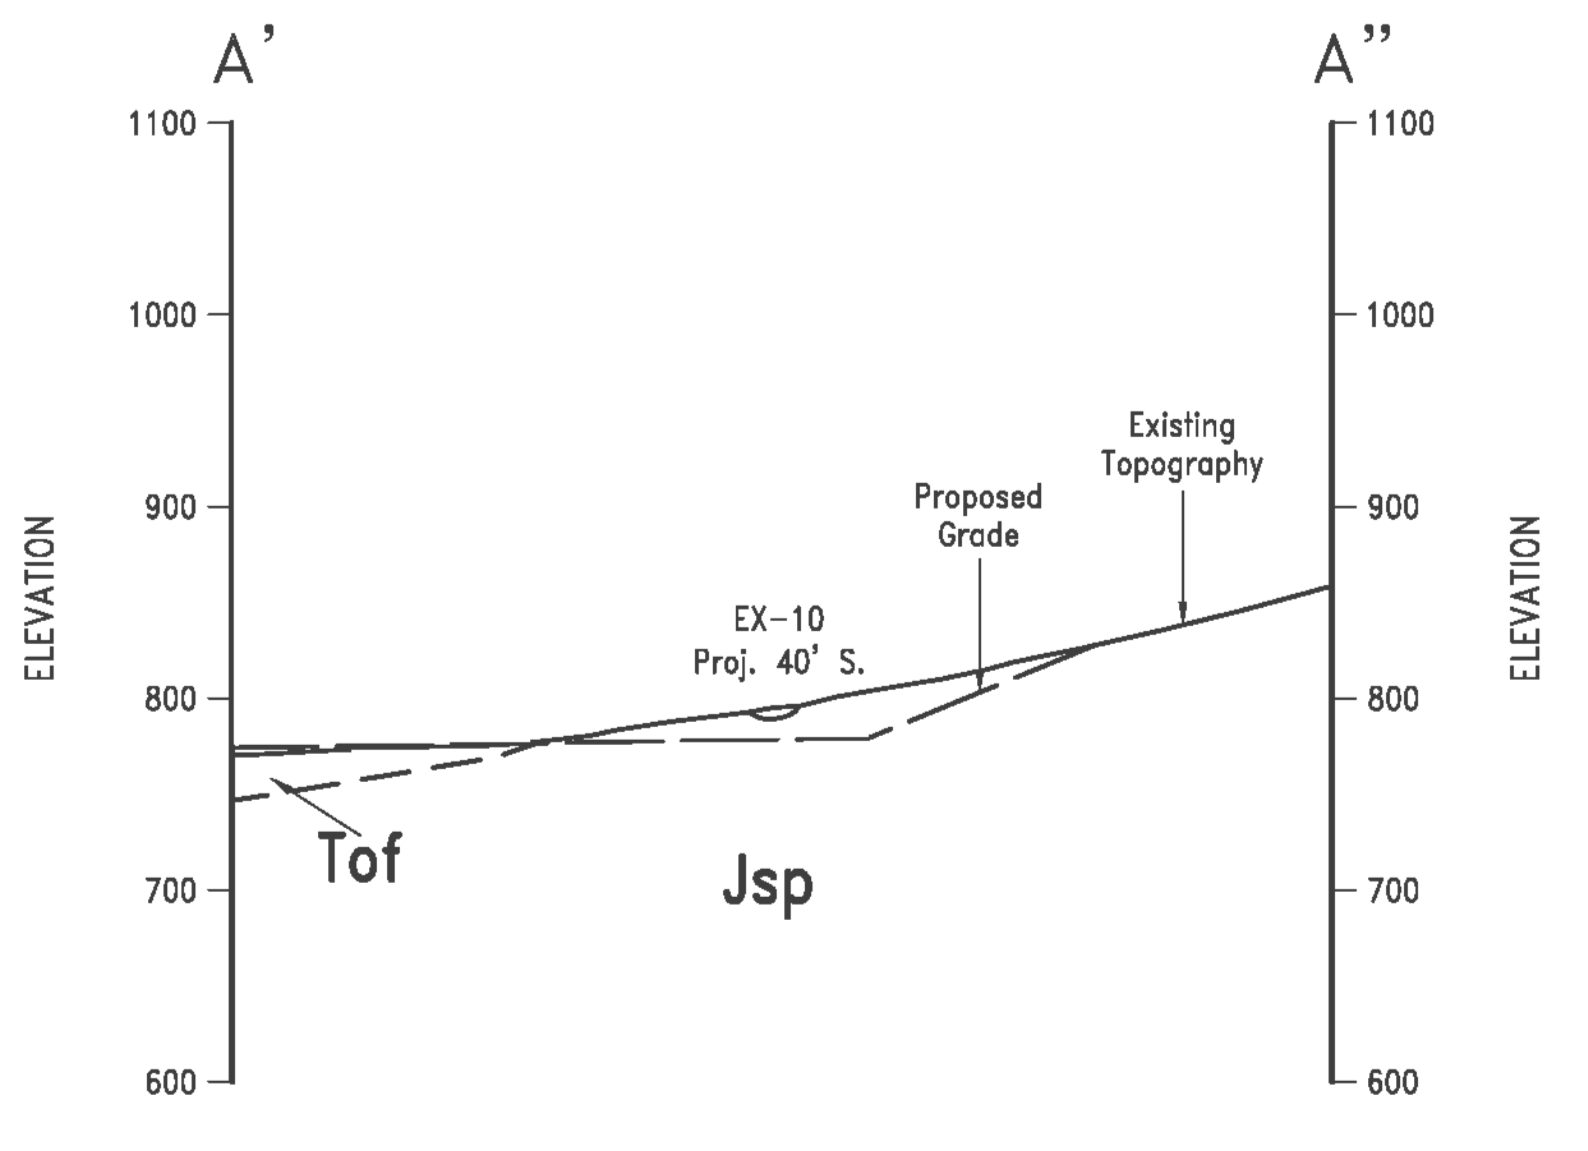 A'
A''
1100
1100
1000
1000
Existing
Topography
Proposed
Grade
900
900
ELEVATION
ELEVATION
EX-10
Proj. 40' S.
800
800
Tof
Jsp
700
700
600
600